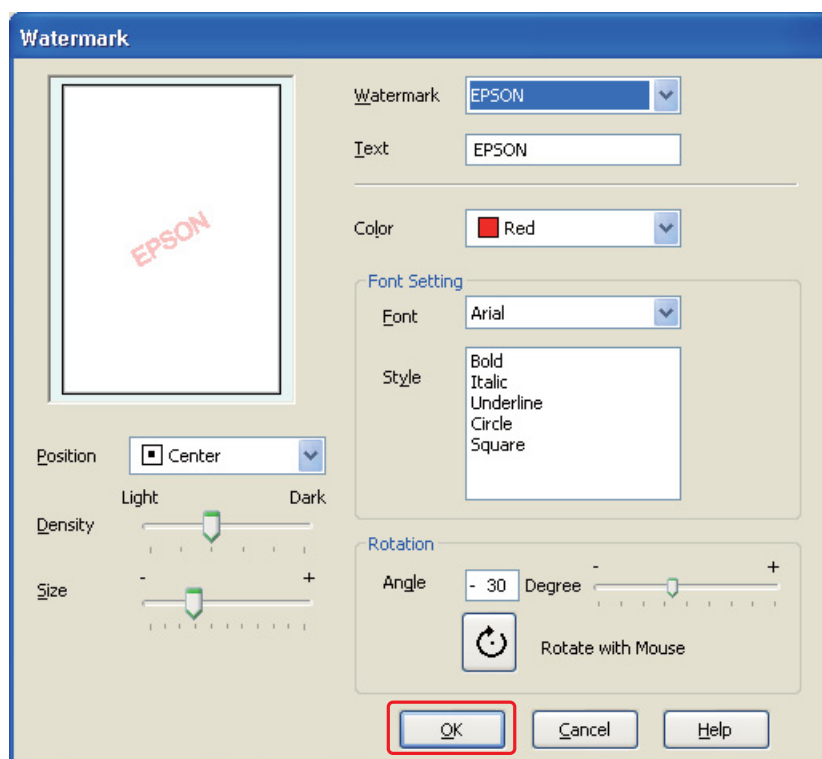 Watermark
EPSON
Watermark EPSON
Text EPSON
Color Red
Font Setting
Font Arial
Style
Bold
Italic
Underline
Circle
Square
Position Center
Light Dark
Density
Size - +
Rotation
- +
Angle - 30 Degree
Rotate with Mouse
OK Cancel Help